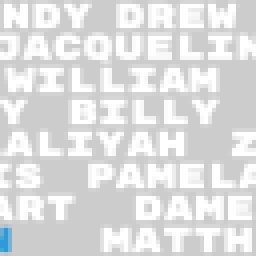 NDY DREW
JACQUELIN
WILLIAM
Y BILLY
ALIYAH Z
IS PAMELA
ART DAME
MATTH